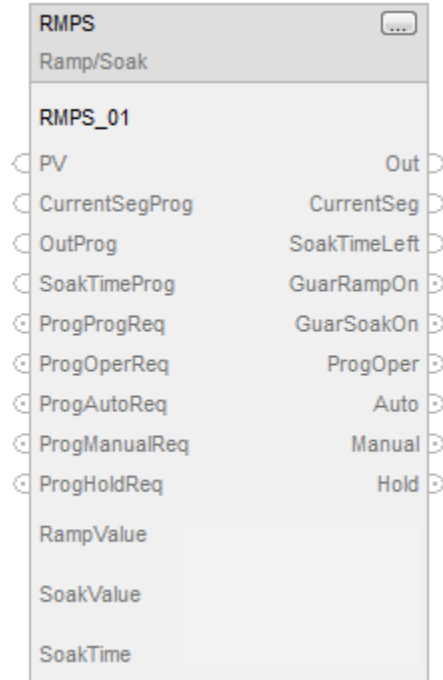 RMPS ...
Ramp/Soak
RMPS_01
PV Out
CurrentSegProg CurrentSeg
OutProg SoakTimeLeft
SoakTimeProg GuarRampOn
ProgProgReq GuarSoakOn
ProgOperReq ProgOper
ProgAutoReq Auto
ProgManualReq Manual
ProgHoldReq Hold
RampValue
SoakValue
SoakTime